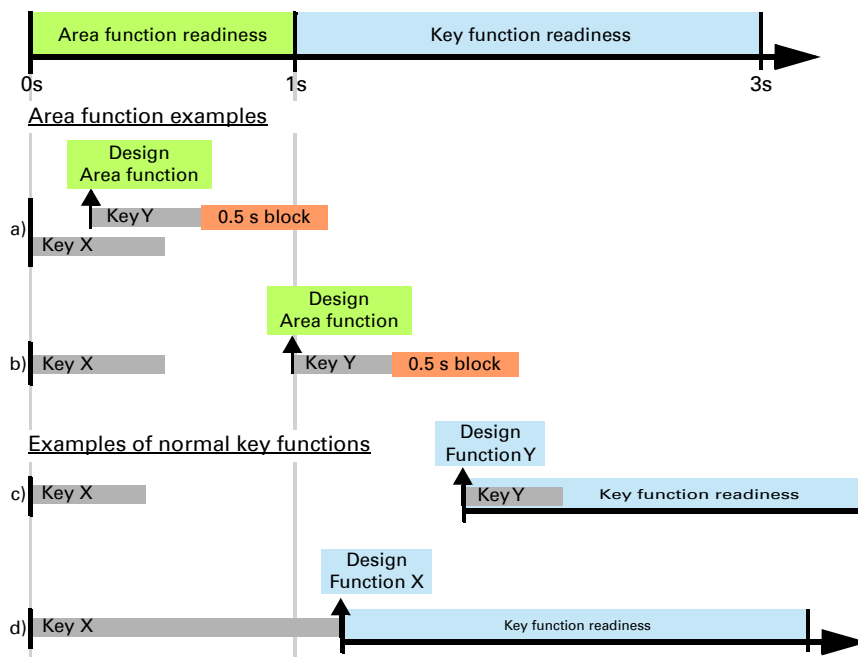 Area function readiness Key function readiness
0s 1s 3s
Area function examples
Design
Area function
Key Y 0.5 s block
a)
Key X
Design
Area function
b) Key X Key Y 0.5 s block
Examples of normal key functions
Design
Function Y
c) Key X Key Y Key function readiness
Design
Function X
d) Key X Key function readiness